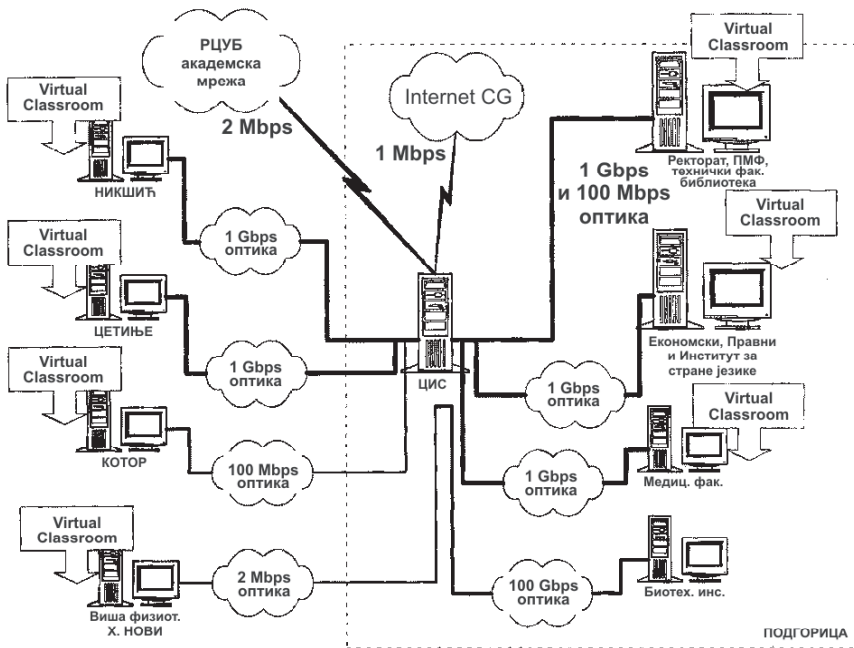 РЦУБ
академска
мрежа
2 Mbps
Internet CG
1 Mbps
Virtual
Classroom
НИКШИЋ
1 Gbps
оптика
Virtual
Classroom
ЦЕТИЊЕ
1 Gbps
оптика
Virtual
Classroom
КОТОР
100 Mbps
оптика
Virtual
Classroom
Виша физиот.
Х. НОВИ
2 Mbps
оптика
ЦИС
Virtual
Classroom
Ректорат, ПМФ,
технички фак.
библиотека
1 Gbps
и 100 Mbps
оптика
Virtual
Classroom
Економски, Правни
и Институт за
стране језике
1 Gbps
оптика
Virtual
Classroom
Медиц. фак.
1 Gbps
оптика
Биотех. инс.
100 Gbps
оптика
ПОДГОРИЦА